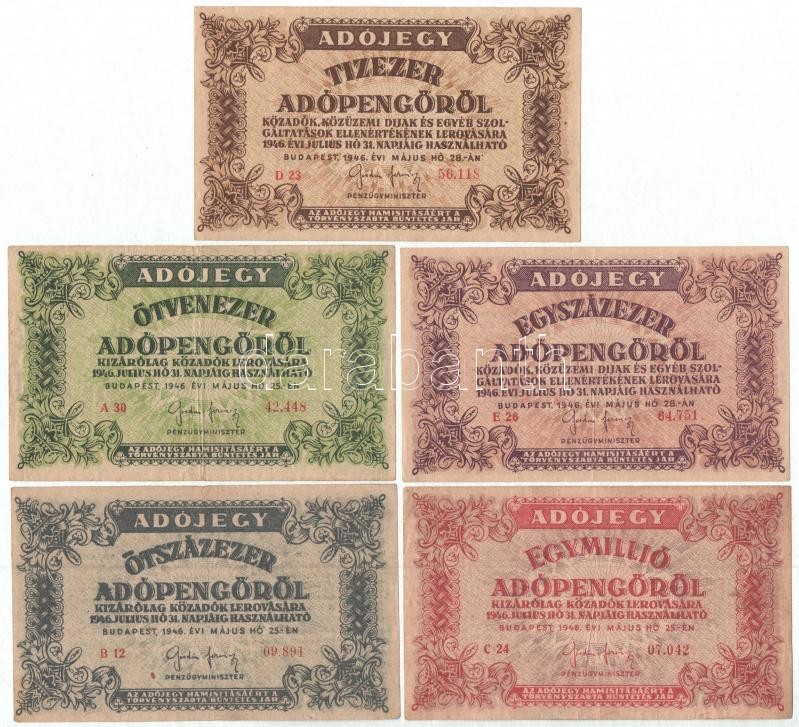 ADÓJEGY
TIZEZER
ADÓPENGŐRŐL
KÖZADÓK, KÖZÜZEMI DIJAK ÉS EGYÉB SZOL-
GÁLTATÁSOK ELLENÉRTÉKÉNEK LEROVÁSÁRA
1946. ÉVI JULIUS HÓ 31. NAPJÁIG HASZNÁLHATÓ
BUDAPEST, 1946. ÉVI MÁJUS HÓ 28.-ÁN
D 23 56.118
PÉNZÜGYMINISZTER
AZ ADÓJEGY HAMISITÁSÁÉRT A
TÖRVÉNYSZABTA BÜNTETÉS JÁR
ADÓJEGY
ÖTVENEZER
ADÓPENGŐRŐL
KIZÁRÓLAG KÖZADÓK LEROVÁSÁRA
1946. JULIUS HÓ 31. NAPJÁIG HASZNÁLHATÓ
BUDAPEST, 1946. ÉVI MÁJUS HÓ 25.-ÉN
A 30 42.448
PÉNZÜGYMINISZTER
AZ ADÓJEGY HAMISITÁSÁÉRT A
TÖRVÉNYSZABTA BÜNTETÉS JÁR
ADÓJEGY
EGYSZÁZEZER
ADÓPENGŐRŐL
KÖZADÓK, KÖZÜZEMI DIJAK ÉS EGYÉB SZOL-
GÁLTATÁSOK ELLENÉRTÉKÉNEK LEROVÁSÁRA
1946. ÉVI JULIUS HÓ 31. NAPJÁIG HASZNÁLHATÓ
BUDAPEST, 1946. ÉVI MÁJUS HÓ 28.-ÁN
E 26 64.751
PÉNZÜGYMINISZTER
AZ ADÓJEGY HAMISITÁSÁÉRT A
TÖRVÉNYSZABTA BÜNTETÉS JÁR
darabanth
ADÓJEGY
ÖTSZÁZEZER
ADÓPENGŐRŐL
KIZÁRÓLAG KÖZADÓK LEROVÁSÁRA
1946. JULIUS HÓ 31. NAPJÁIG HASZNÁLHATÓ
BUDAPEST, 1946. ÉVI MÁJUS HÓ 25.-ÉN
B 12 09.894
PÉNZÜGYMINISZTER
AZ ADÓJEGY HAMISITÁSÁÉRT A
TÖRVÉNYSZABTA BÜNTETÉS JÁR
ADÓJEGY
EGYMILLIÓ
ADÓPENGŐRŐL
KIZÁRÓLAG KÖZADÓK LEROVÁSÁRA
1946. JULIUS HÓ 31. NAPJÁIG HASZNÁLHATÓ
BUDAPEST, 1946. ÉVI MÁJUS HÓ 25.-ÉN
C 24 07.042
PÉNZÜGYMINISZTER
AZ ADÓJEGY HAMISITÁSÁÉRT A
TÖRVÉNYSZABTA BÜNTETÉS JÁR